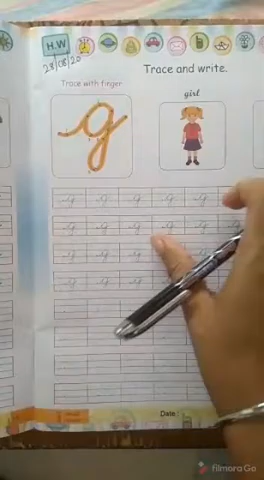 H.W
28/08/20
Trace and write.
Trace with finger
girl
g
g g g g g
g g g g g g
g g g g g
g g g g
Date
filmoraGo